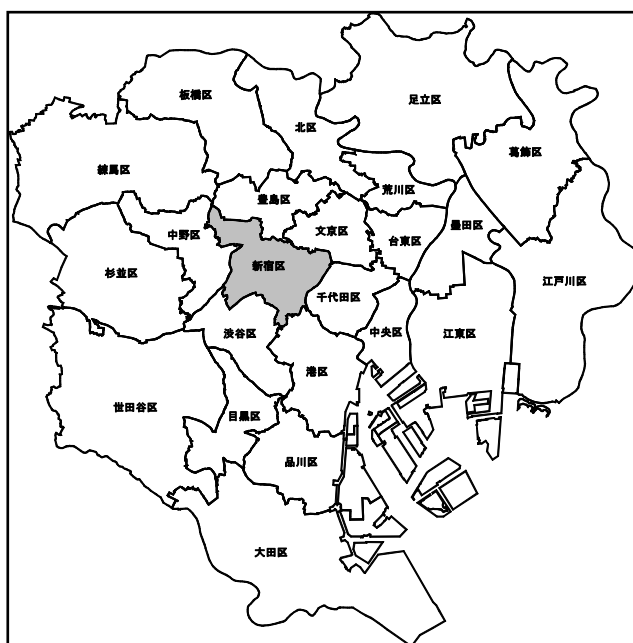 板橋区
北区
足立区
葛飾区
練馬区
荒川区
豊島区
文京区
台東区
墨田区
中野区
杉並区
新宿区
江戸川区
千代田区
中央区
江東区
渋谷区
港区
世田谷区
目黒区
品川区
大田区